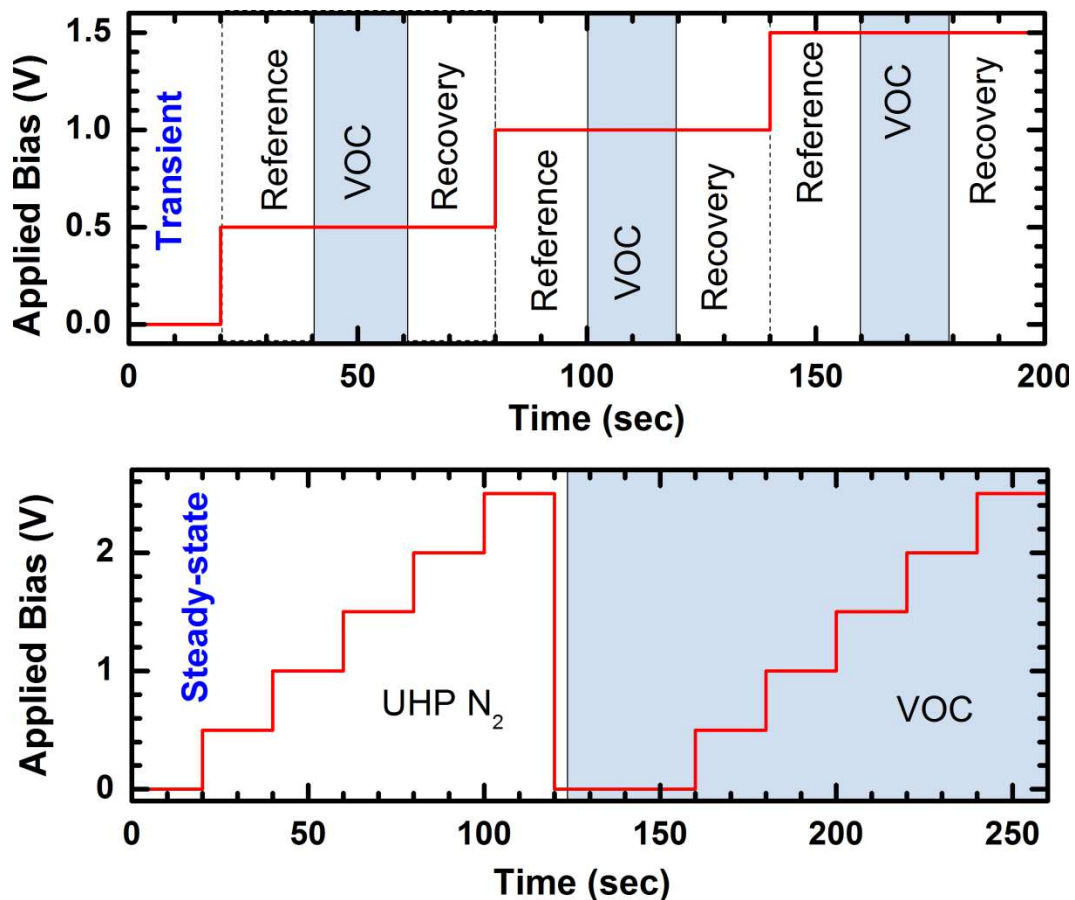 Applied Bias (V)
1.5
1.0
0.5
0.0
Transient
Reference
VOC
Recovery
Reference
VOC
Recovery
Reference
VOC
Recovery
0 50 100 150 200
Time (sec)
Applied Bias (V)
2
1
0
Steady-state
UHP N₂
VOC
0 50 100 150 200 250
Time (sec)